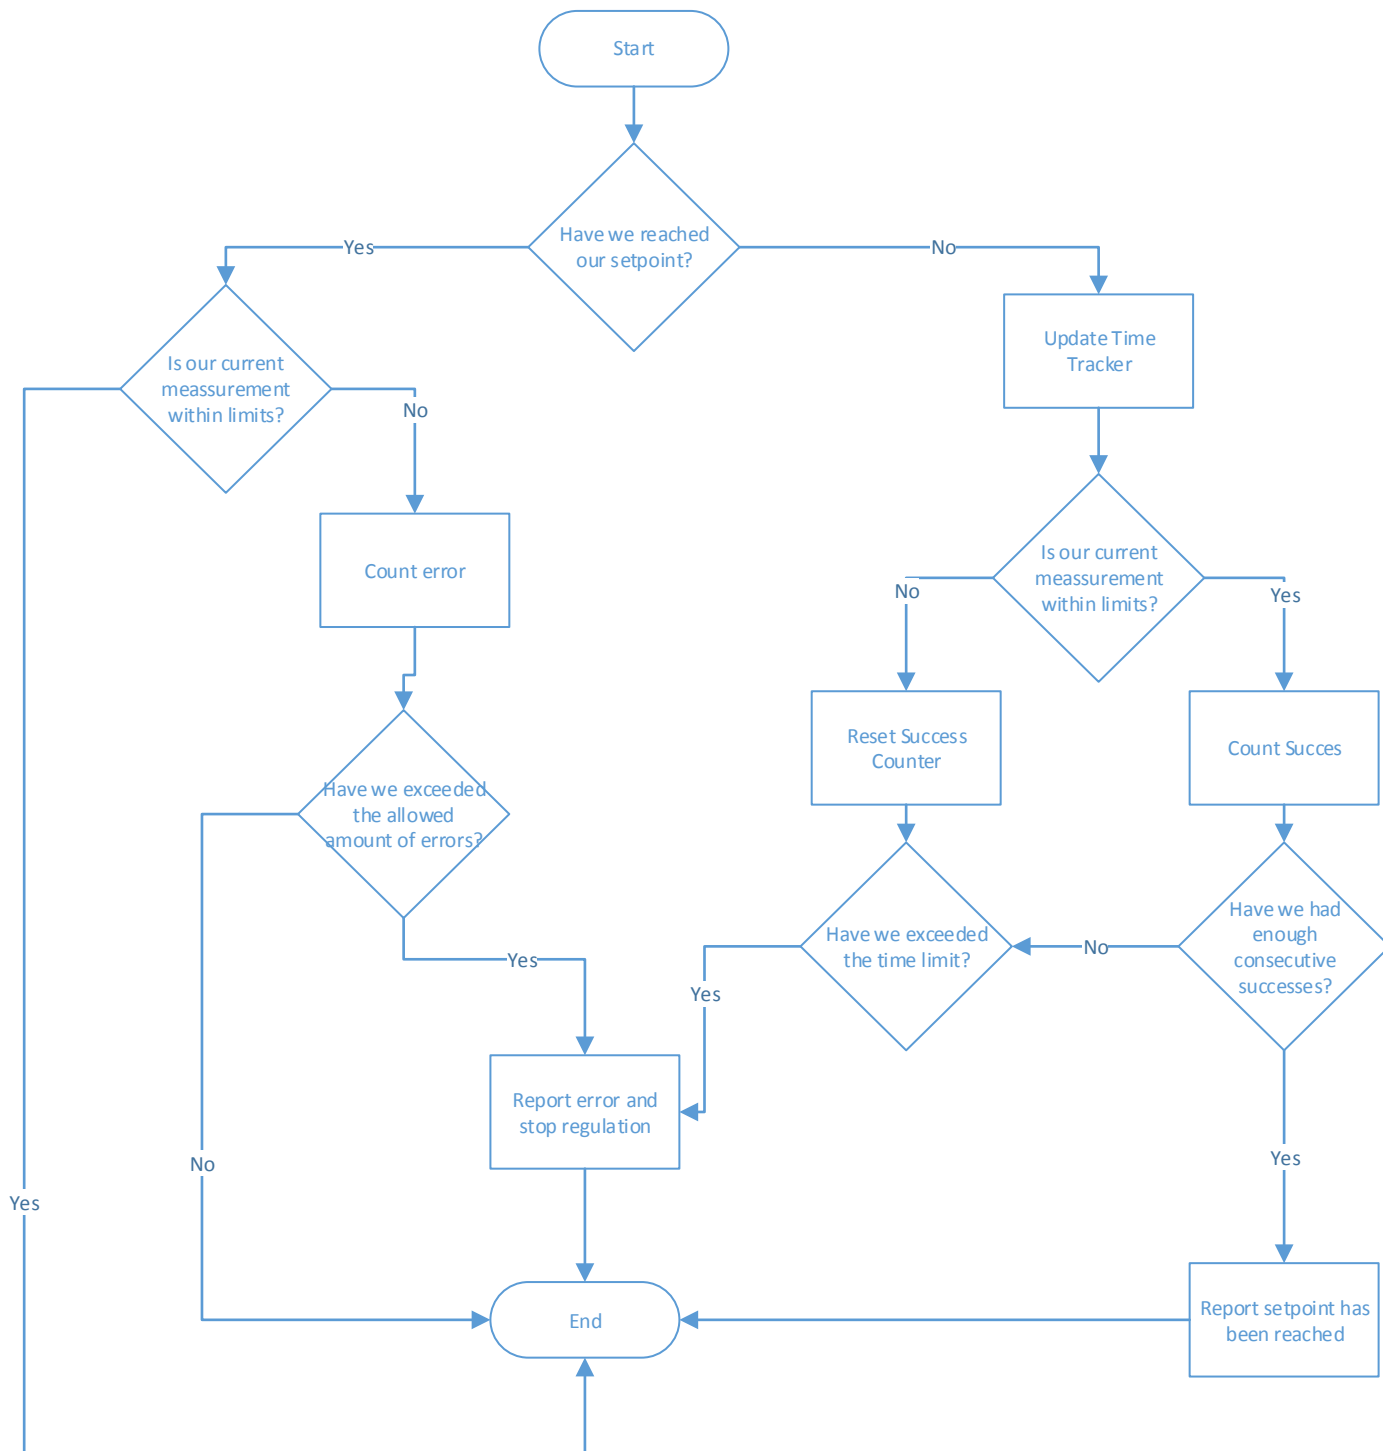 Start
Have we reached
our setpoint?
Yes
No
Is our current
meassurement
within limits?
Update Time
Tracker
No
Is our current
meassurement
within limits?
Count error
No
Yes
Reset Success
Counter
Count Succes
Have we exceeded
the allowed
amount of errors?
Have we exceeded
the time limit?
No
Have we had
enough
consecutive
successes?
Yes
Yes
Report error and
stop regulation
No
Yes
Yes
End
Report setpoint has
been reached